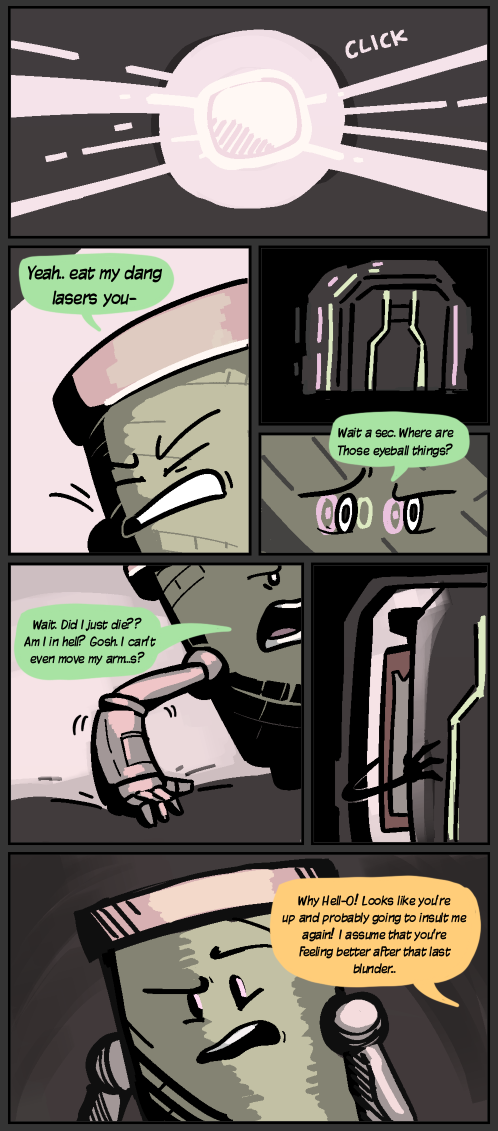 CLICK
Yeah.. eat my dang
lasers you-
Wait a sec. Where are
Those eyeball things?
Wait. Did I just die??
Am I in hell? Gosh. I can't
even move my arm..s?
Why Hell-O! Looks like you're
up and probably going to insult me
again! I assume that you're
Feeling better after that last
blunder..